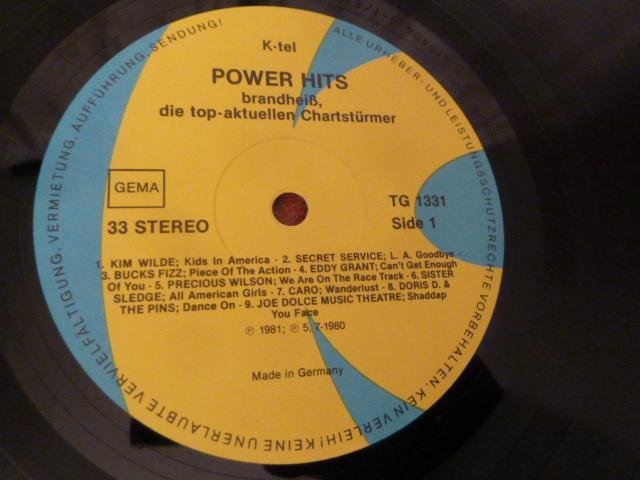 K-tel
POWER HITS
brandheiß,
die top-aktuellen Chartstürmer
GEMA
33 STEREO
TG 1331
Side 1
1. KIM WILDE; Kids In America - 2. SECRET SERVICE; L. A. Goodbye -
3. BUCKS FIZZ; Piece Of The Action - 4. EDDY GRANT; Can't Get Enough
Of You - 5. PRECIOUS WILSON; We Are On The Race Track - 6. SISTER
SLEDGE; All American Girls - 7. CARO; Wanderlust - 8. DORIS D. &
THE PINS; Dance On - 9. JOE DOLCE MUSIC THEATRE; Shaddap
You Face
℗ 1981; ℗ 5, 7-1980
Made in Germany
ALLE URHEBER- UND LEISTUNGSSCHUTZRECHTE VORBEHALTEN. KEIN VERLEIH! KEINE UNERLAUBTE VERVIELFÄLTIGUNG, VERMIETUNG, AUFFÜHRUNG, SENDUNG!